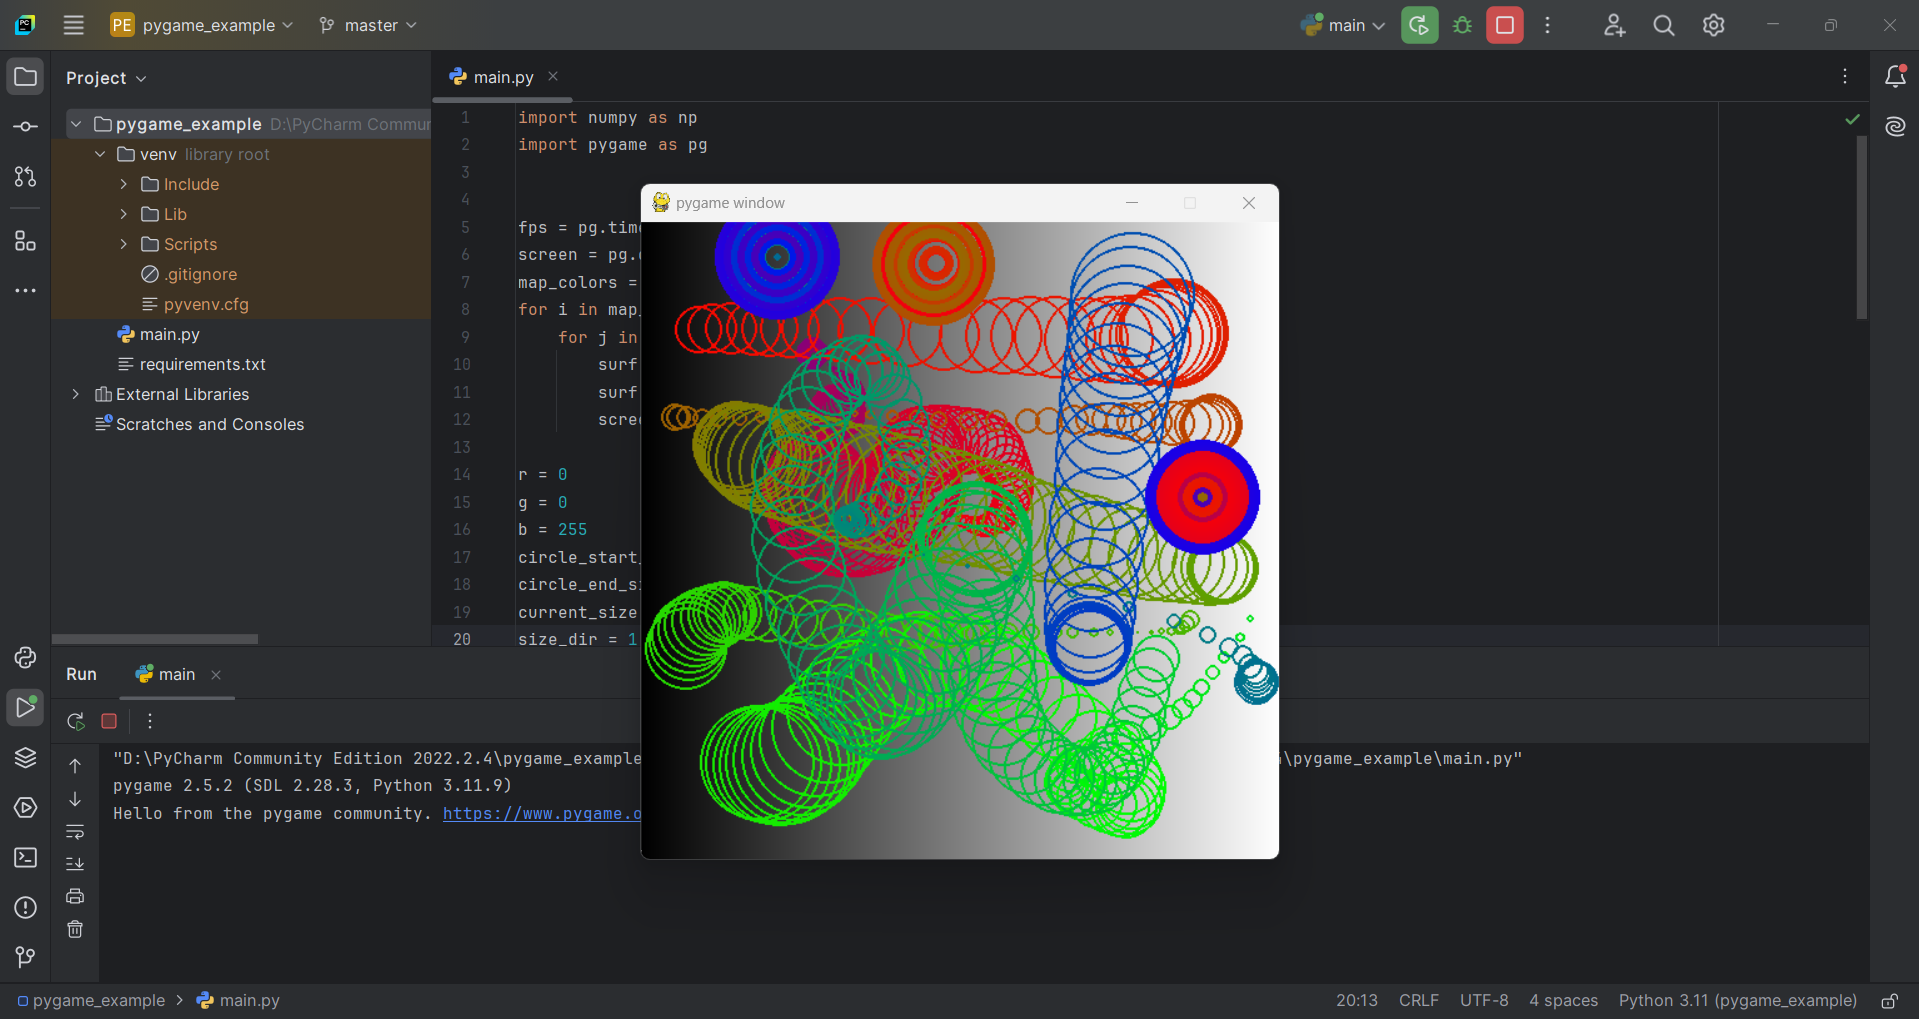 PE pygame_example master main
Project
main.py
pygame_example D:\PyCharm Commun
venv library root
Include
Lib
Scripts
.gitignore
pyvenv.cfg
main.py
requirements.txt
External Libraries
Scratches and Consoles
1 import numpy as np
2 import pygame as pg
3
4
5 fps = pg.tim
6 screen = pg.
7 map_colors =
8 for i in map_
9 for j in
10 surf
11 surf
12 scre
13
14 r = 0
15 g = 0
16 b = 255
17 circle_start_
18 circle_end_s
19 current_size
20 size_dir = 1
pygame window
Run main
"D:\PyCharm Community Edition 2022.2.4\pygame_example \pygame_example\main.py"
pygame 2.5.2 (SDL 2.28.3, Python 3.11.9)
Hello from the pygame community. https://www.pygame.o
pygame_example > main.py 20:13 CRLF UTF-8 4 spaces Python 3.11 (pygame_example)